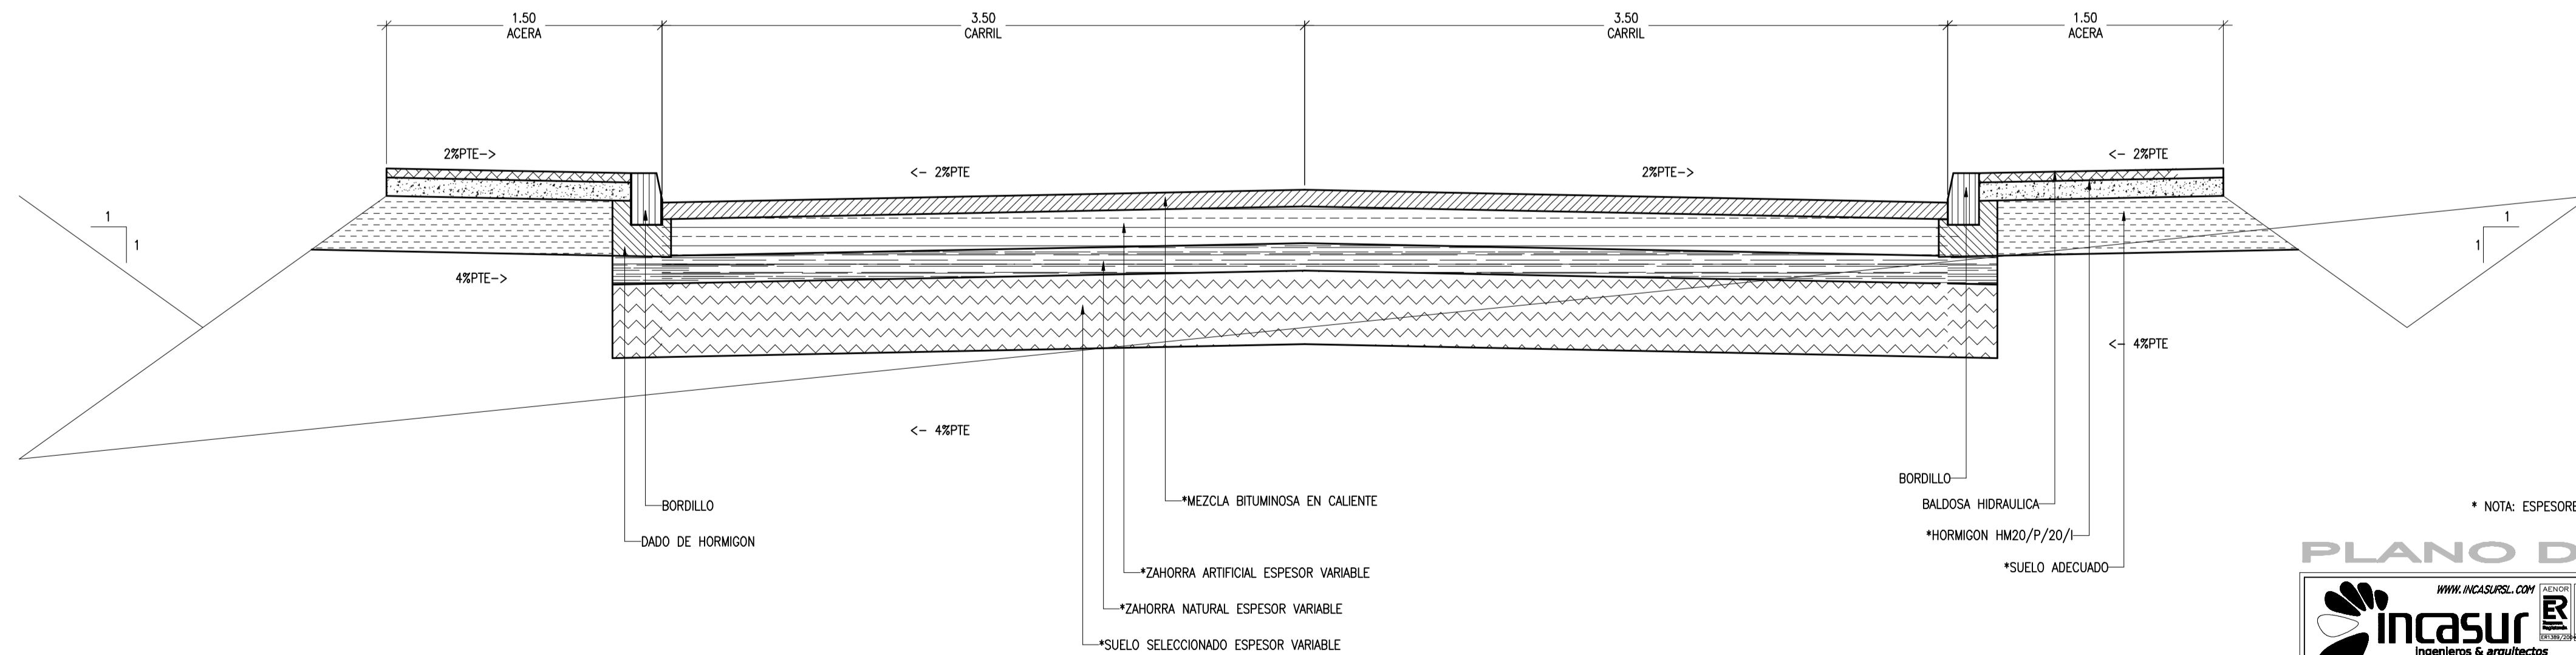 1.50
ACERA
3.50
CARRIL
3.50
CARRIL
1.50
ACERA
2%PTE->
<- 2%PTE
2%PTE->
<- 2%PTE
1
1
1
1
4%PTE->
<- 4%PTE
<- 4%PTE
BORDILLO
DADO DE HORMIGON
*MEZCLA BITUMINOSA EN CALIENTE
*ZAHORRA ARTIFICIAL ESPESOR VARIABLE
*ZAHORRA NATURAL ESPESOR VARIABLE
*SUELO SELECCIONADO ESPESOR VARIABLE
BORDILLO
BALDOSA HIDRAULICA
*HORMIGON HM20/P/20/I
*SUELO ADECUADO
* NOTA: ESPESORE
PLANO D
WWW.INCASURSL.COM
AENOR
ER
incasur
ingenieros & arquitectos